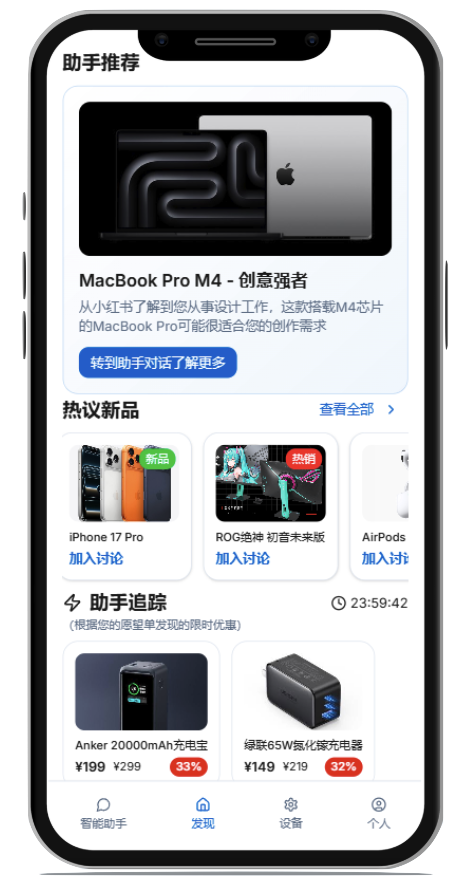 助手推荐
MacBook Pro M4 - 创意强者
从小红书了解到您从事设计工作，这款搭载M4芯片
的MacBook Pro可能很适合您的创作需求
转到助手对话了解更多
热议新品
查看全部
新品
热销
iPhone 17 Pro
ROG绝神 初音未来版
AirPods
加入讨论
加入讨论
加入讨
助手追踪
23:59:42
(根据您的愿望单发现的限时优惠)
Anker 20000mAh充电宝
绿联65W氮化镓充电器
¥199 ¥299 33%
¥149 ¥219 32%
智能助手
发现
设备
个人